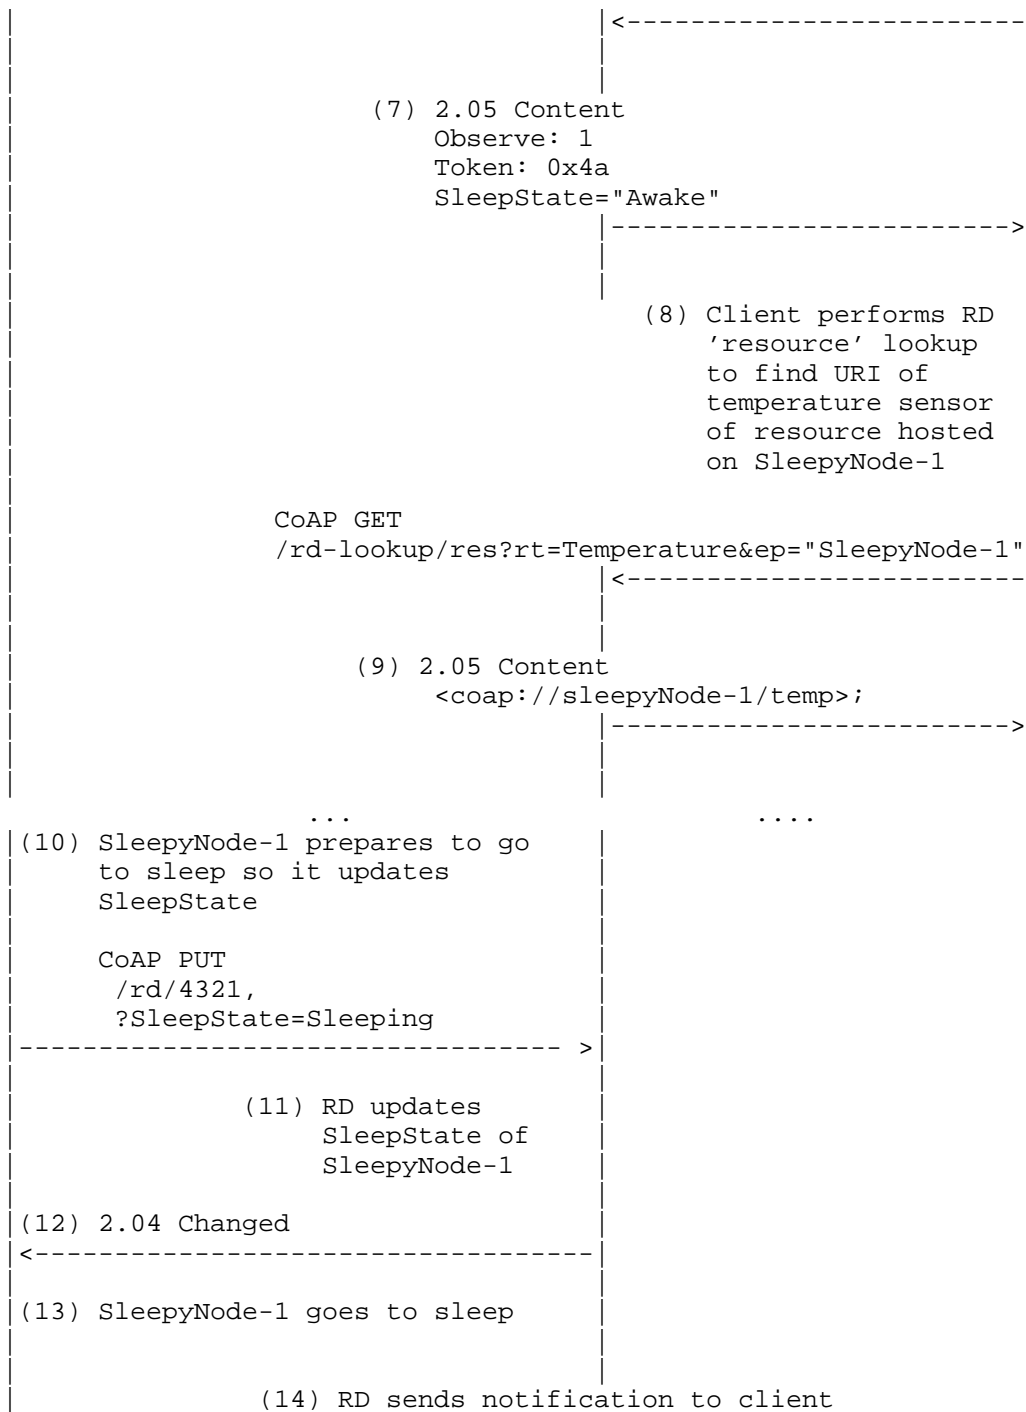 |<-------------------------
(7) 2.05 Content
Observe: 1
Token: 0x4a
SleepState="Awake"
|------------------------->
(8) Client performs RD
'resource' lookup
to find URI of
temperature sensor
of resource hosted
on SleepyNode-1
CoAP GET
/rd-lookup/res?rt=Temperature&ep="SleepyNode-1"
|<-------------------------
(9) 2.05 Content
<coap://sleepyNode-1/temp>;
|------------------------->
... ....
|(10) SleepyNode-1 prepares to go |
to sleep so it updates
SleepState
CoAP PUT
/rd/4321,
?SleepState=Sleeping
|---------------------------------- >|
(11) RD updates
SleepState of
SleepyNode-1
|(12) 2.04 Changed |
|<-----------------------------------|
|(13) SleepyNode-1 goes to sleep |
(14) RD sends notification to client